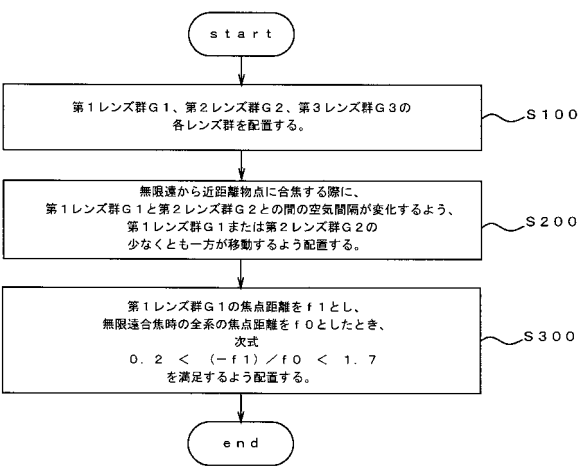 start
第1レンズ群G1、第2レンズ群G2、第3レンズ群G3の
各レンズ群を配置する。
S100
無限遠から近距離物点に合焦する際に、
第1レンズ群G1と第2レンズ群G2との間の空気間隔が変化するよう、
第1レンズ群G1または第2レンズ群G2の
少なくとも一方が移動するよう配置する。
S200
第1レンズ群G1の焦点距離をf1とし、
無限遠合焦時の全系の焦点距離をf0としたとき、
次式
0.2 < (-f1)/f0 < 1.7
を満足するよう配置する。
S300
end